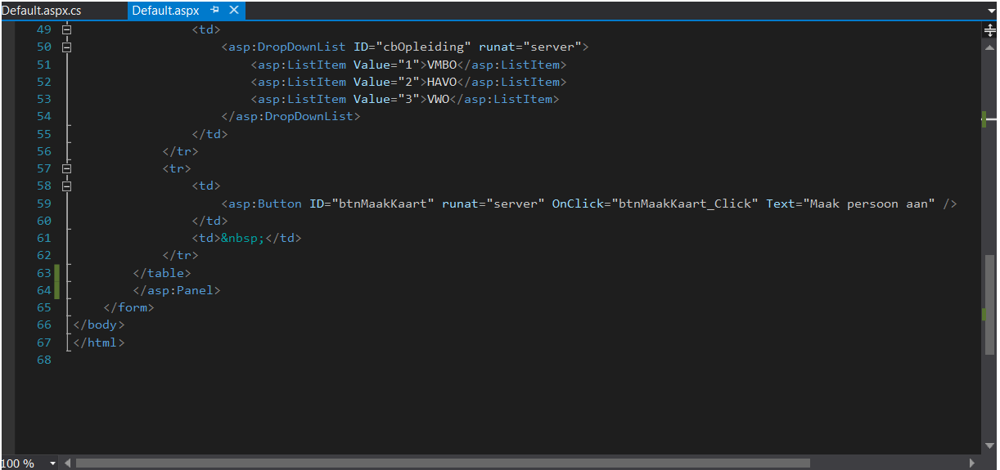 Default.aspx.cs Default.aspx
49 <td>
50 <asp:DropDownList ID="cbOpleiding" runat="server">
51 <asp:ListItem Value="1">VMBO</asp:ListItem>
52 <asp:ListItem Value="2">HAVO</asp:ListItem>
53 <asp:ListItem Value="3">VWO</asp:ListItem>
54 </asp:DropDownList>
55 </td>
56 </tr>
57 <tr>
58 <td>
59 <asp:Button ID="btnMaakKaart" runat="server" OnClick="btnMaakKaart_Click" Text="Maak persoon aan" />
60 </td>
61 <td>&nbsp;</td>
62 </tr>
63 </table>
64 </asp:Panel>
65 </form>
66 </body>
67 </html>
68
100 %